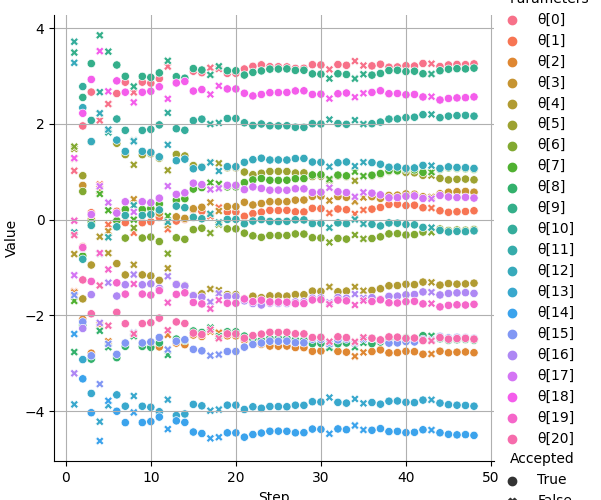 Parameters
4
2
0
−2
−4
Value
0
10
20
30
40
50
Step
θ[0]
θ[1]
θ[2]
θ[3]
θ[4]
θ[5]
θ[6]
θ[7]
θ[8]
θ[9]
θ[10]
θ[11]
θ[12]
θ[13]
θ[14]
θ[15]
θ[16]
θ[17]
θ[18]
θ[19]
θ[20]
Accepted
True
False